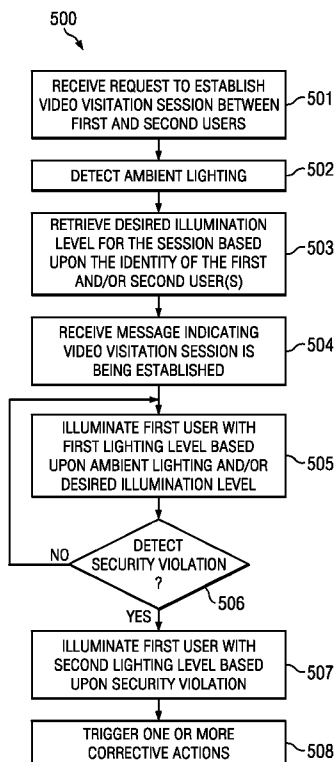 500
RECEIVE REQUEST TO ESTABLISH
VIDEO VISITATION SESSION BETWEEN
FIRST AND SECOND USERS
501
DETECT AMBIENT LIGHTING
502
RETRIEVE DESIRED ILLUMINATION
LEVEL FOR THE SESSION BASED
UPON THE IDENTITY OF THE FIRST
AND/OR SECOND USER(S)
503
RECEIVE MESSAGE INDICATING
VIDEO VISITATION SESSION IS
BEING ESTABLISHED
504
ILLUMINATE FIRST USER WITH
FIRST LIGHTING LEVEL BASED
UPON AMBIENT LIGHTING AND/OR
DESIRED ILLUMINATION LEVEL
505
NO
DETECT
SECURITY VIOLATION
?
506
YES
ILLUMINATE FIRST USER WITH
SECOND LIGHTING LEVEL BASED
UPON SECURITY VIOLATION
507
TRIGGER ONE OR MORE
CORRECTIVE ACTIONS
508